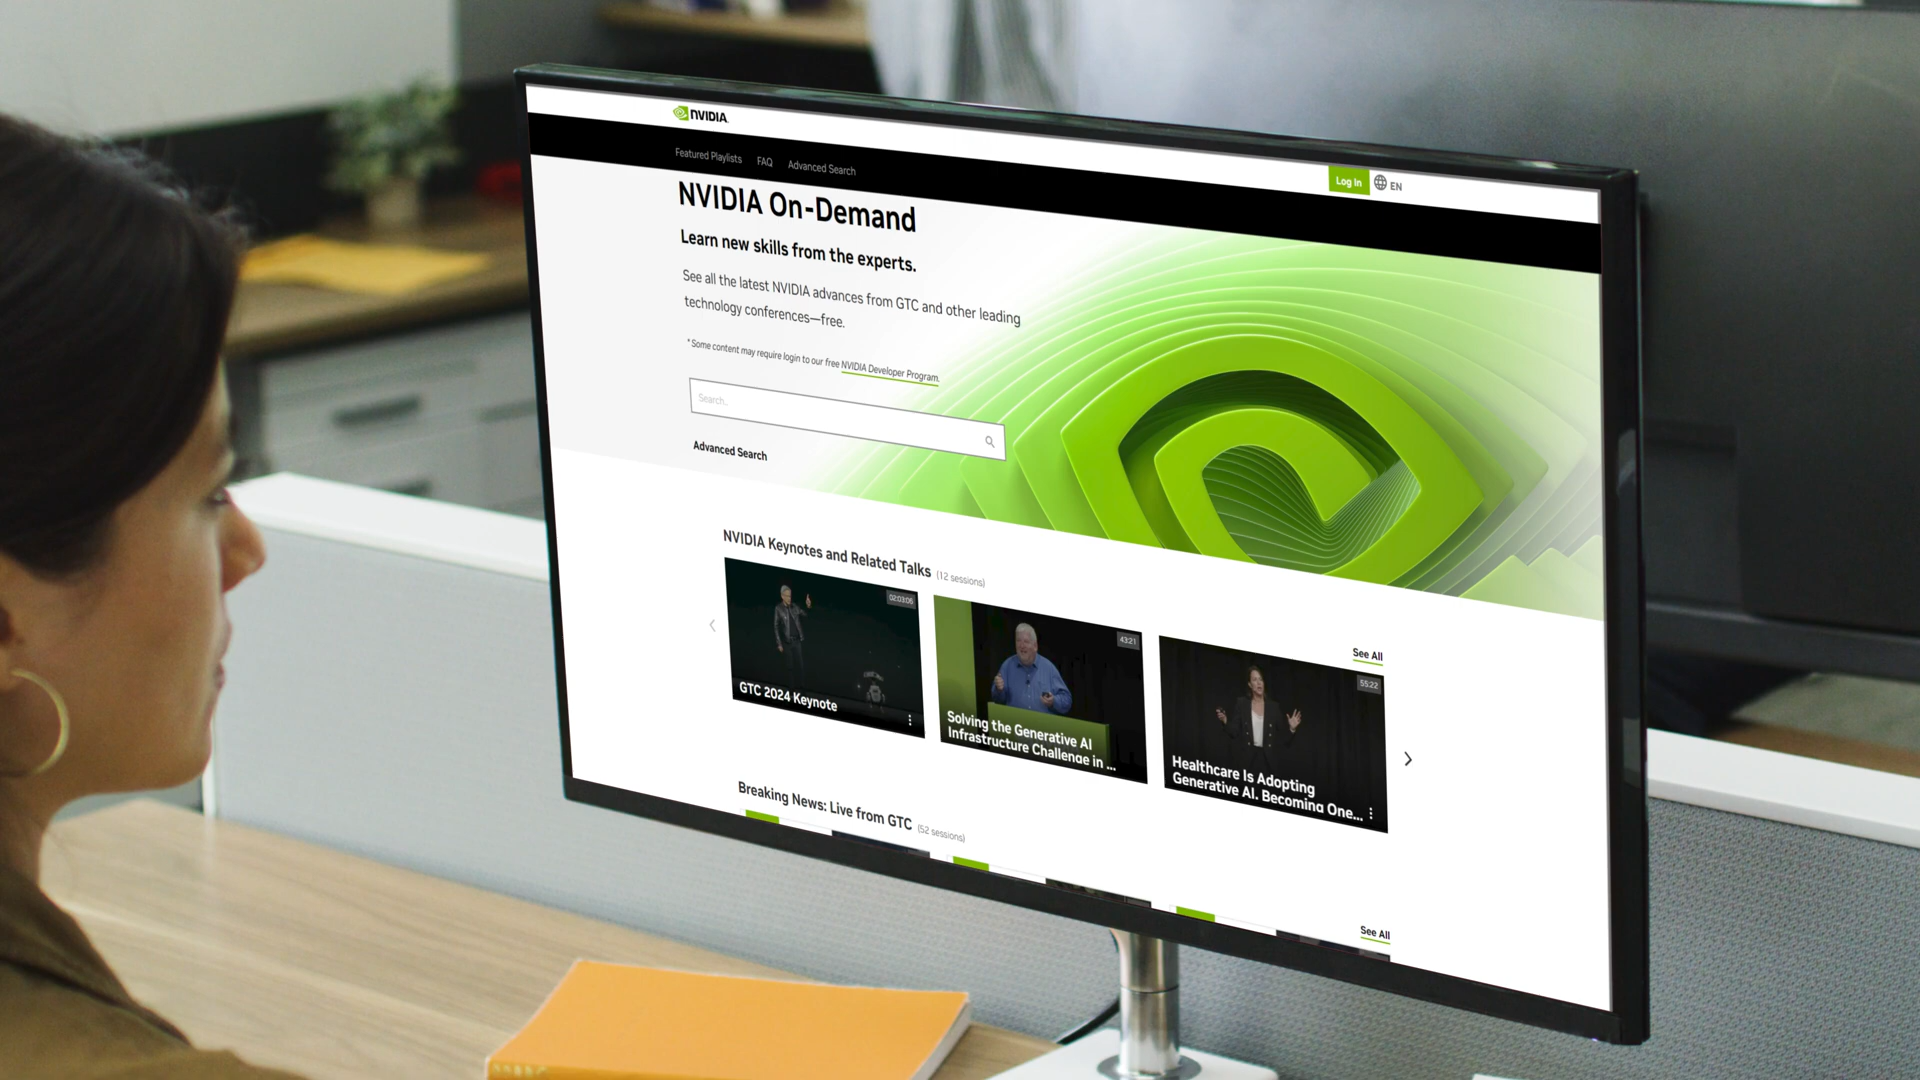 NVIDIA.
Log In EN
Featured Playlists FAQ Advanced Search
NVIDIA On-Demand
Learn new skills from the experts.
See all the latest NVIDIA advances from GTC and other leading
technology conferences—free.
* Some content may require login to our free NVIDIA Developer Program.
Search..
Advanced Search
NVIDIA Keynotes and Related Talks (12 sessions)
See All
02:03:05
GTC 2024 Keynote
43:21
Solving the Generative AI
Infrastructure Challenge in ...
55:22
Healthcare Is Adopting
Generative AI. Becoming One...
Breaking News: Live from GTC (52 sessions)
See All